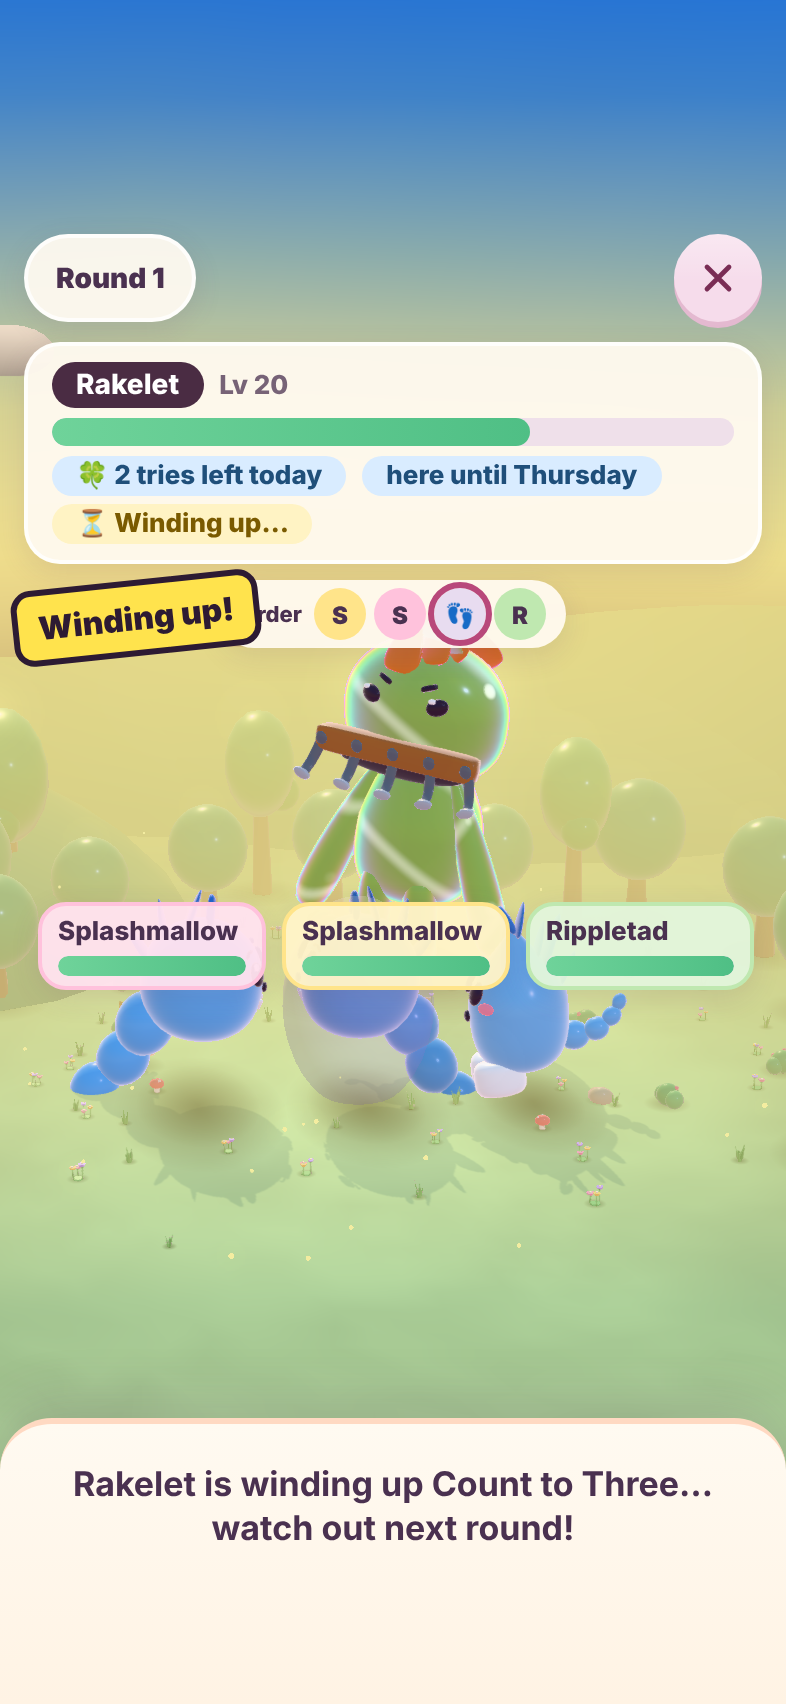 Round 1
Rakelet Lv 20
🍀 2 tries left today here until Thursday
⏳ Winding up...
Winding up!
rder S S 👣 R
Splashmallow Splashmallow Rippletad
Rakelet is winding up Count to Three...
watch out next round!